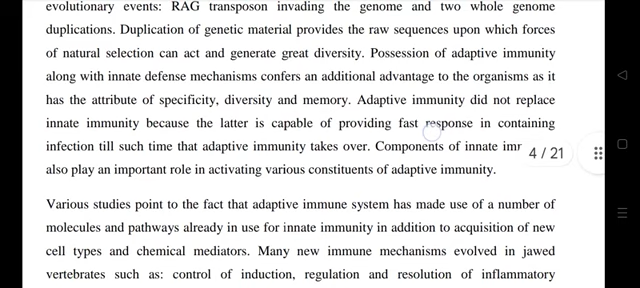 evolutionary events: RAG transposon invading the genome and two whole genome
duplications. Duplication of genetic material provides the raw sequences upon which forces
of natural selection can act and generate great diversity. Possession of adaptive immunity
along with innate defense mechanisms confers an additional advantage to the organisms as it
has the attribute of specificity, diversity and memory. Adaptive immunity did not replace
innate immunity because the latter is capable of providing fast response in containing
infection till such time that adaptive immunity takes over. Components of innate imr
4 / 21
also play an important role in activating various constituents of adaptive immunity.
Various studies point to the fact that adaptive immune system has made use of a number of
molecules and pathways already in use for innate immunity in addition to acquisition of new
cell types and chemical mediators. Many new immune mechanisms evolved in jawed
vertebrates such as: control of induction, regulation and resolution of inflammatory